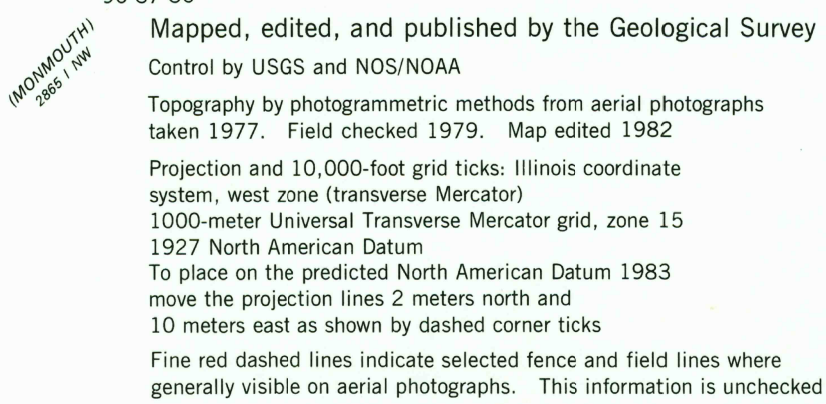 (MONMOUTH)
2865 I NW
Mapped, edited, and published by the Geological Survey
Control by USGS and NOS/NOAA
Topography by photogrammetric methods from aerial photographs
taken 1977. Field checked 1979. Map edited 1982
Projection and 10,000-foot grid ticks: Illinois coordinate
system, west zone (transverse Mercator)
1000-meter Universal Transverse Mercator grid, zone 15
1927 North American Datum
To place on the predicted North American Datum 1983
move the projection lines 2 meters north and
10 meters east as shown by dashed corner ticks
Fine red dashed lines indicate selected fence and field lines where
generally visible on aerial photographs. This information is unchecked